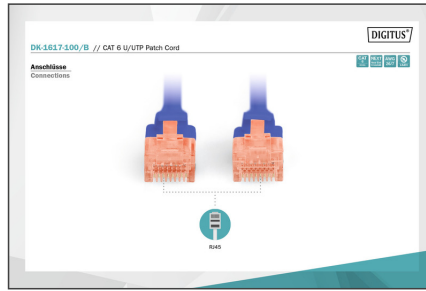 DIGITUS®
DK-1617-100/B // CAT 6 U/UTP Patch Cord
Anschlüsse
Connections
RJ45